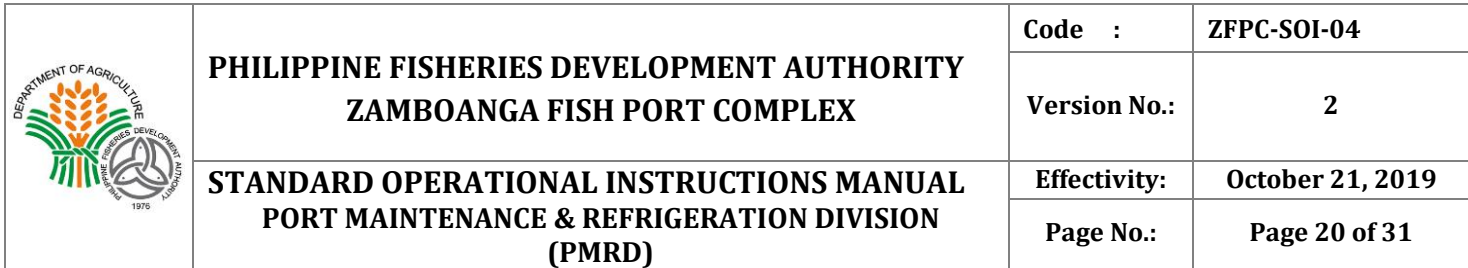 DEPARTMENT OF AGRICULTURE
PHILIPPINE FISHERIES DEVELOPMENT AUTHORITY
1976
PHILIPPINE FISHERIES DEVELOPMENT AUTHORITY
ZAMBOANGA FISH PORT COMPLEX
STANDARD OPERATIONAL INSTRUCTIONS MANUAL
PORT MAINTENANCE & REFRIGERATION DIVISION
(PMRD)
Code : ZFPC-SOI-04
Version No.: 2
Effectivity: October 21, 2019
Page No.: Page 20 of 31